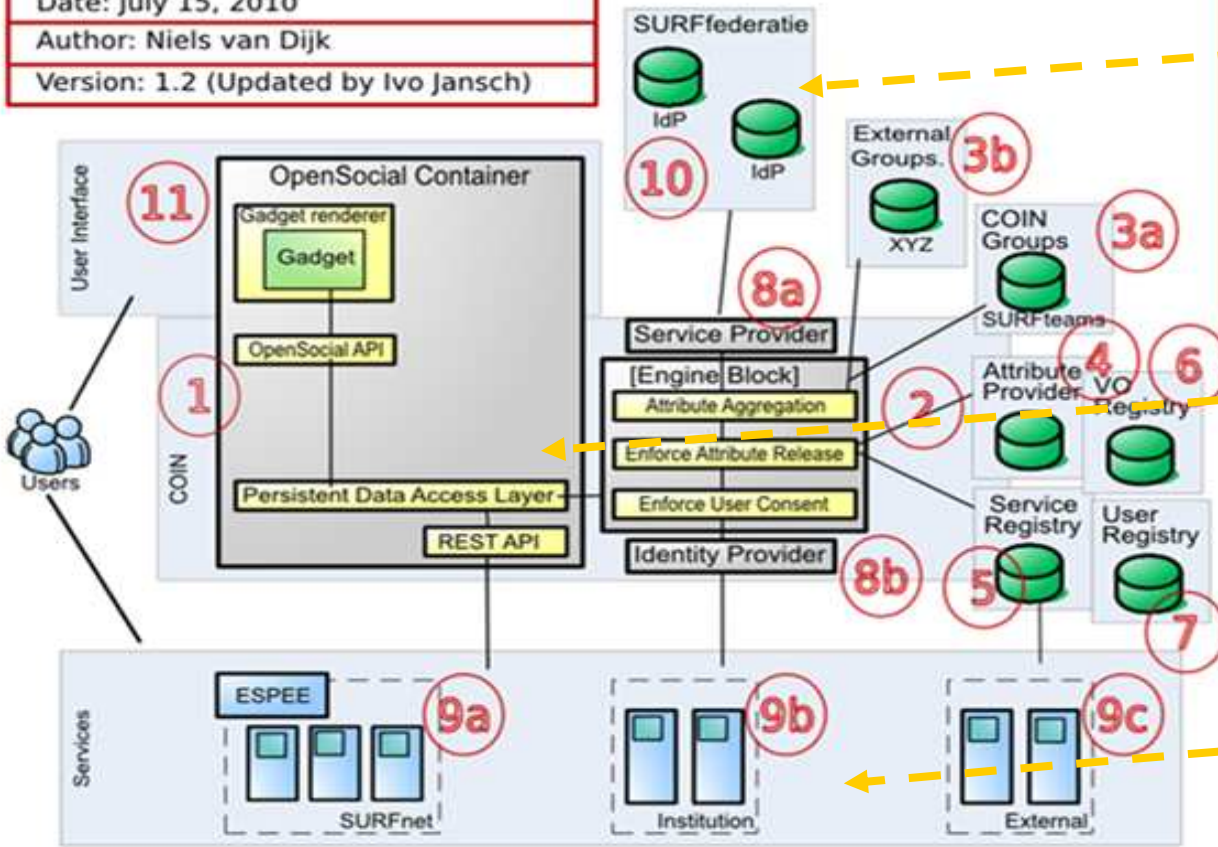 Date: July 15, 2010
Author: Niels van Dijk
Version: 1.2 (Updated by Ivo Jansch)
SURFfederatie
IdP
IdP
10
External
Groups.
3b
XYZ
COIN
Groups
3a
SURFteams
User Interface
11
OpenSocial Container
Gadget renderer
Gadget
OpenSocial API
8a
Service Provider
[Engine Block]
Attribute Aggregation
Enforce Attribute Release
Enforce User Consent
Identity Provider
8b
1
2
COIN
Persistent Data Access Layer
REST API
Attribute
Provider
4
VO
Registry
6
Service
Registry
5
User
Registry
7
Users
Services
ESPEE
9a
SURFnet
9b
Institution
9c
External